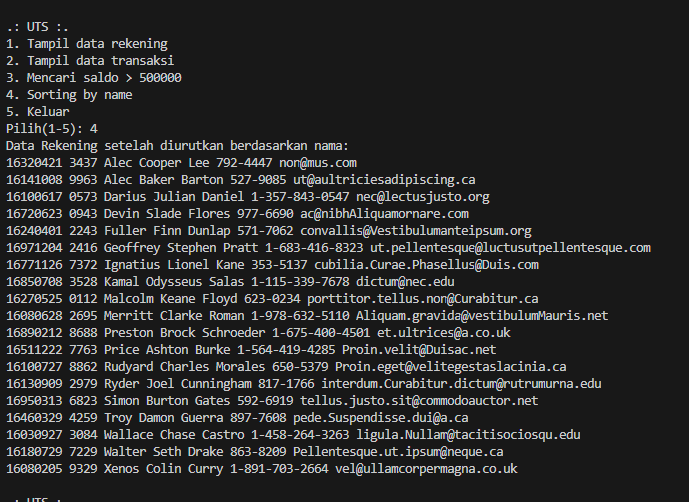 .: UTS :.
1. Tampil data rekening
2. Tampil data transaksi
3. Mencari saldo > 500000
4. Sorting by name
5. Keluar
Pilih(1-5): 4
Data Rekening setelah diurutkan berdasarkan nama:
16320421 3437 Alec Cooper Lee 792-4447 non@mus.com
16141008 9963 Alec Baker Barton 527-9085 ut@aultriciesadipiscing.ca
16100617 0573 Darius Julian Daniel 1-357-843-0547 nec@lectusjusto.org
16720623 0943 Devin Slade Flores 977-6690 ac@nibhAliquamornare.com
16240401 2243 Fuller Finn Dunlap 571-7062 convallis@Vestibulumanteipsum.org
16971204 2416 Geoffrey Stephen Pratt 1-683-416-8323 ut.pellentesque@luctusutpellentesque.com
16771126 7372 Ignatius Lionel Kane 353-5137 cubilia.Curae.Phasellus@Duis.com
16850708 3528 Kamal Odysseus Salas 1-115-339-7678 dictum@nec.edu
16270525 0112 Malcolm Keane Floyd 623-0234 porttitor.tellus.non@Curabitur.ca
16080628 2695 Merritt Clarke Roman 1-978-632-5110 Aliquam.gravida@vestibulumMauris.net
16890212 8688 Preston Brock Schroeder 1-675-400-4501 et.ultrices@a.co.uk
16511222 7763 Price Ashton Burke 1-564-419-4285 Proin.velit@Duisac.net
16100727 8862 Rudyard Charles Morales 650-5379 Proin.eget@velitegestaslacinia.ca
16130909 2979 Ryder Joel Cunningham 817-1766 interdum.Curabitur.dictum@rutrumurna.edu
16950313 6823 Simon Burton Gates 592-6919 tellus.justo.sit@commodoauctor.net
16460329 4259 Troy Damon Guerra 897-7608 pede.Suspendisse.dui@a.ca
16030927 3084 Wallace Chase Castro 1-458-264-3263 ligula.Nullam@tacitisociosqu.edu
16180729 7229 Walter Seth Drake 863-8209 Pellentesque.ut.ipsum@neque.ca
16080205 9329 Xenos Colin Curry 1-891-703-2664 vel@ullamcorpermagna.co.uk
.: UTS :.